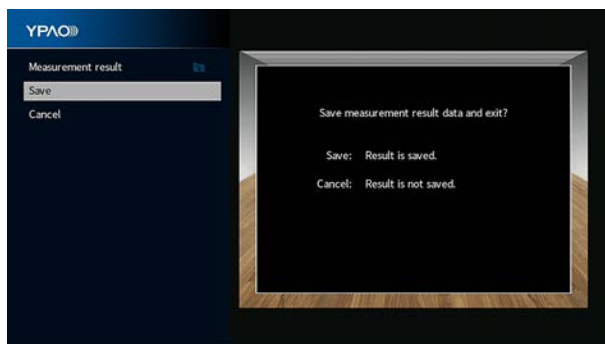 YPAO
Measurement result
Save
Cancel
Save measurement result data and exit?
Save: Result is saved.
Cancel: Result is not saved.